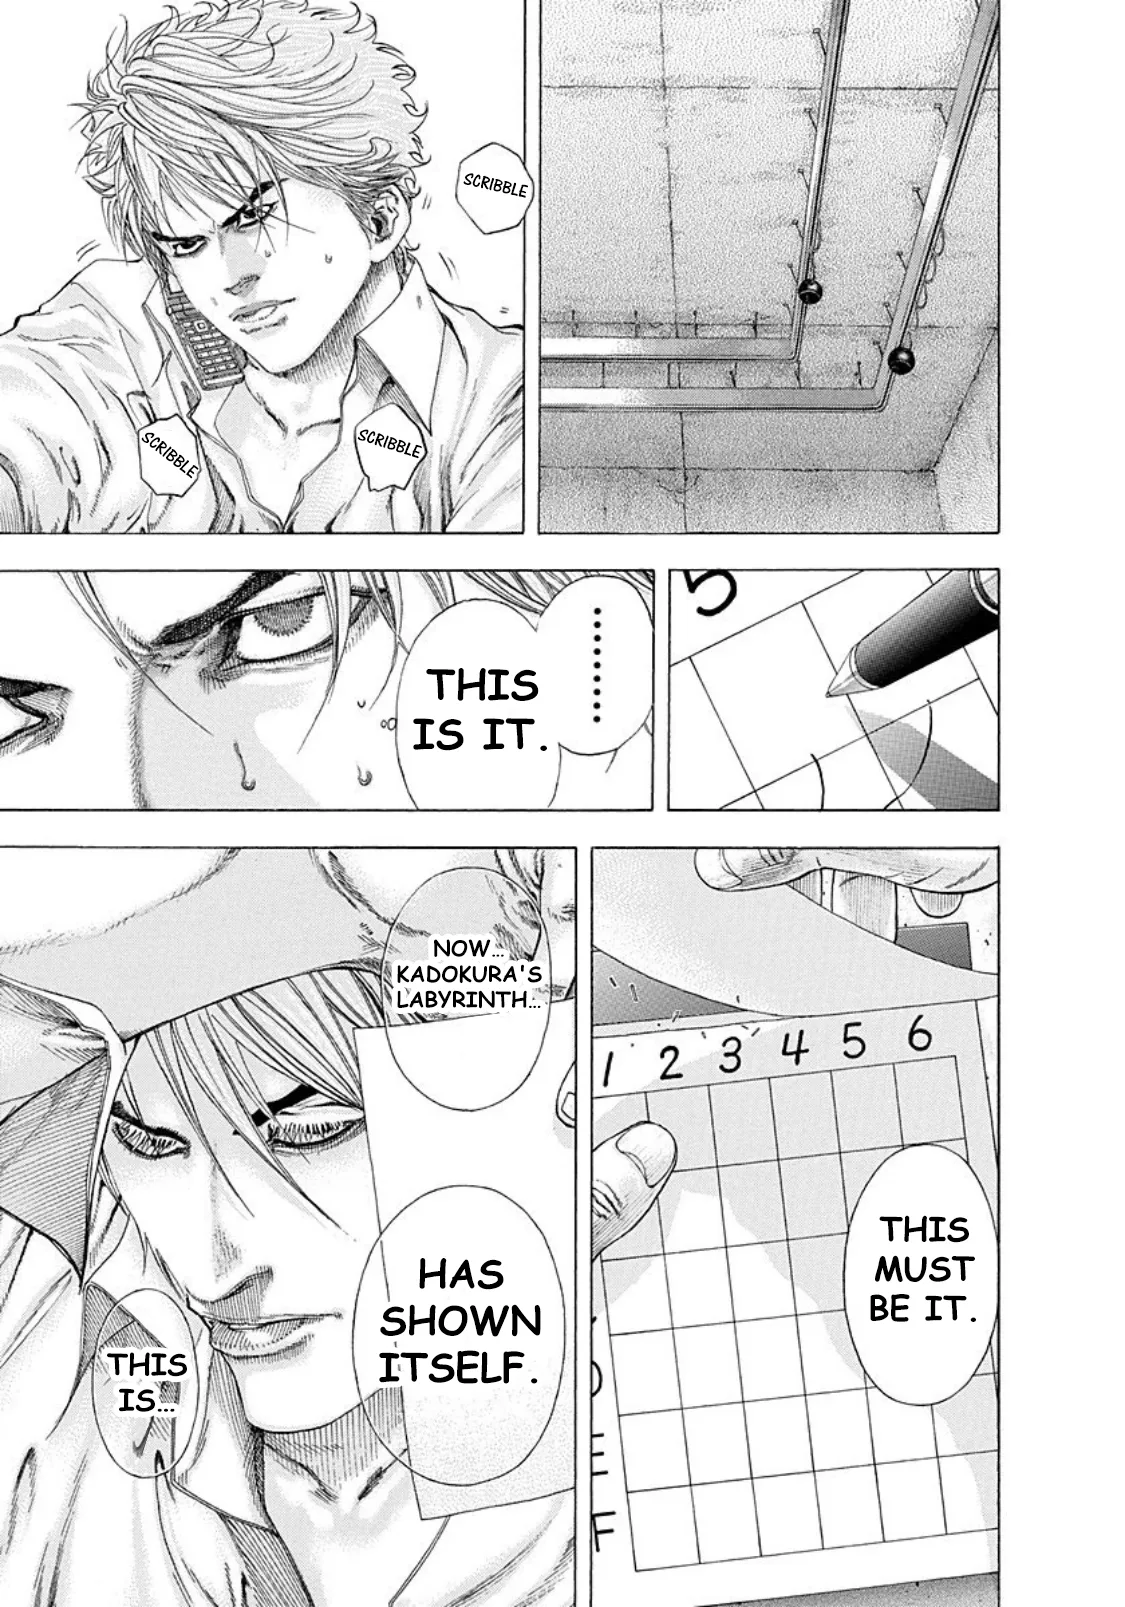 SCRIBBLE
SCRIBBLE
SCRIBBLE
5
.........
THIS
IS IT.
1 2 3 4 5 6
THIS
MUST
BE IT.
D
E
F
NOW...
KADOKURA'S
LABYRINTH...
HAS
SHOWN
ITSELF.
THIS
IS...